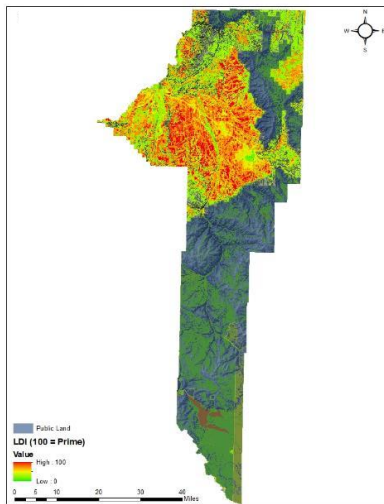 N
W E
S
Public Land
LDI (100 = Prime)
Value
High : 100
Low : 0
0 5 10 20 30 40
Miles